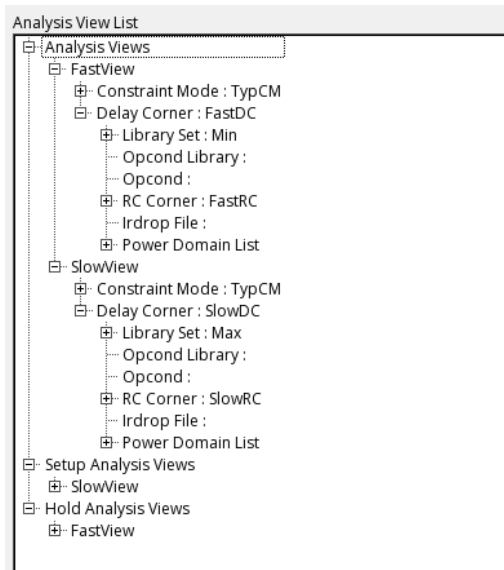 Analysis View List
Analysis Views
FastView
Constraint Mode : TypCM
Delay Corner : FastDC
Library Set : Min
Opcond Library :
Opcond :
RC Corner : FastRC
Irdrop File :
Power Domain List
SlowView
Constraint Mode : TypCM
Delay Corner : SlowDC
Library Set : Max
Opcond Library :
Opcond :
RC Corner : SlowRC
Irdrop File :
Power Domain List
Setup Analysis Views
SlowView
Hold Analysis Views
FastView